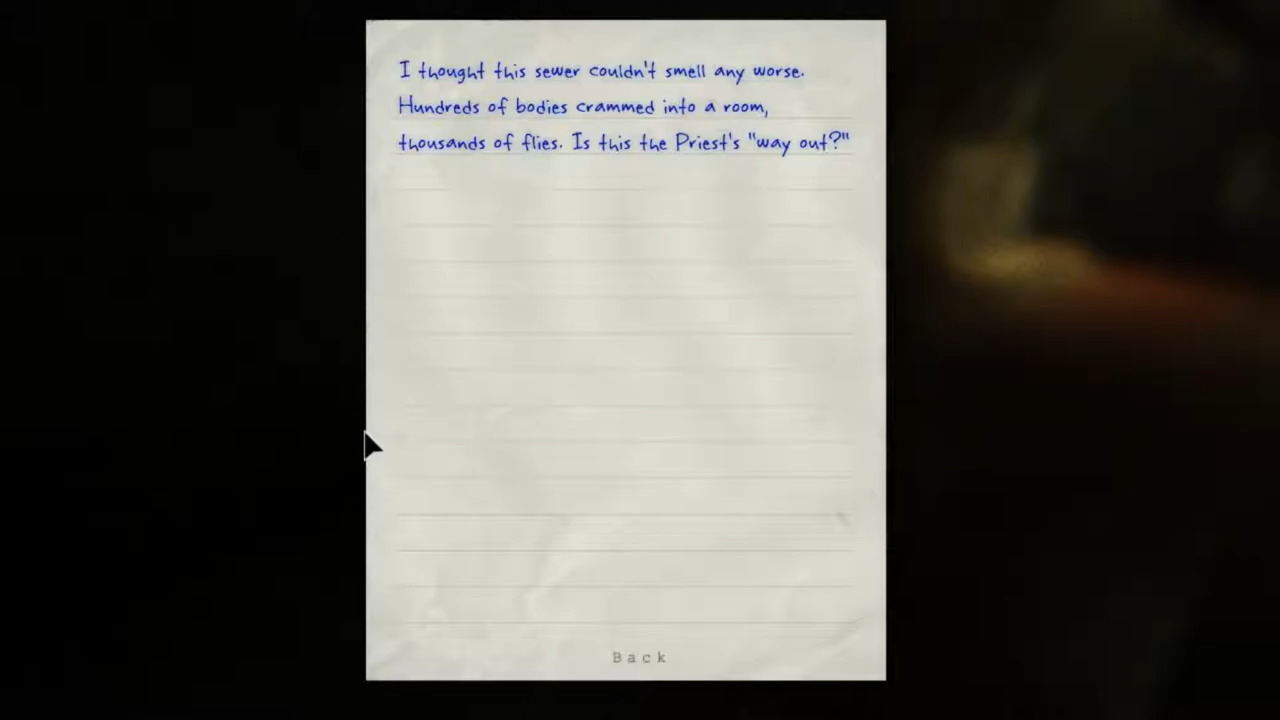 I thought this sewer couldn't smell any worse.
Hundreds of bodies crammed into a room,
thousands of flies. Is this the Priest's "way out?"
Back